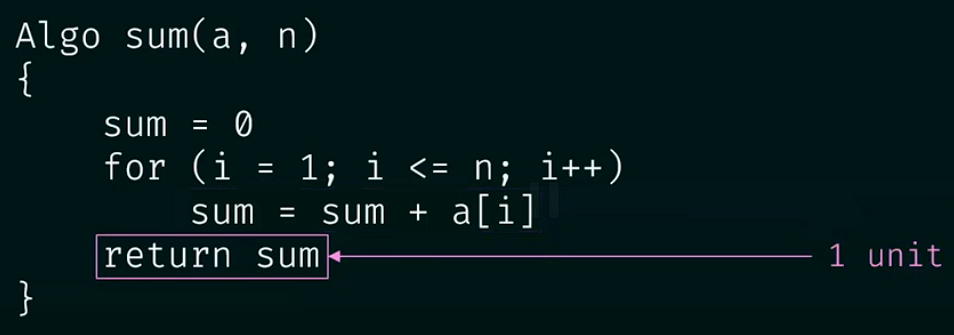 Algo sum(a, n)
{
sum = 0
for (i = 1; i <= n; i++)
sum = sum + a[i]
return sum
1 unit
}